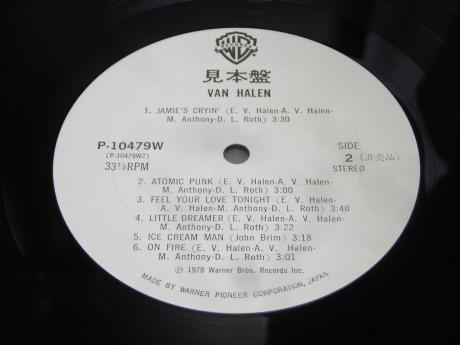 見本盤
VAN HALEN
1. JAMIE'S CRYIN' (E. V. Halen-A. V. Halen-
M. Anthony-D. L. Roth) 3:30
P-10479W
(P-10479W2)
33⅓RPM
SIDE
2 (非売品)
STEREO
2. ATOMIC PUNK (E. V. Halen-A. V. Halen-
M. Anthony-D. L. Roth) 3:00
3. FEEL YOUR LOVE TONIGHT (E. V. Halen-
A. V. Halen-M. Anthony-D. L. Roth) 3:40
4. LITTLE DREAMER (E. V. Halen-A. V. Halen-
M. Anthony-D. L. Roth) 3:22
5. ICE CREAM MAN (John Brim) 3:18
6. ON FIRE (E. V. Halen-A. V. Halen-
M. Anthony-D. L. Roth) 3:01
Ⓟ 1978 Warner Bros. Records Inc.
MADE BY WARNER PIONEER CORPORATION, JAPAN.